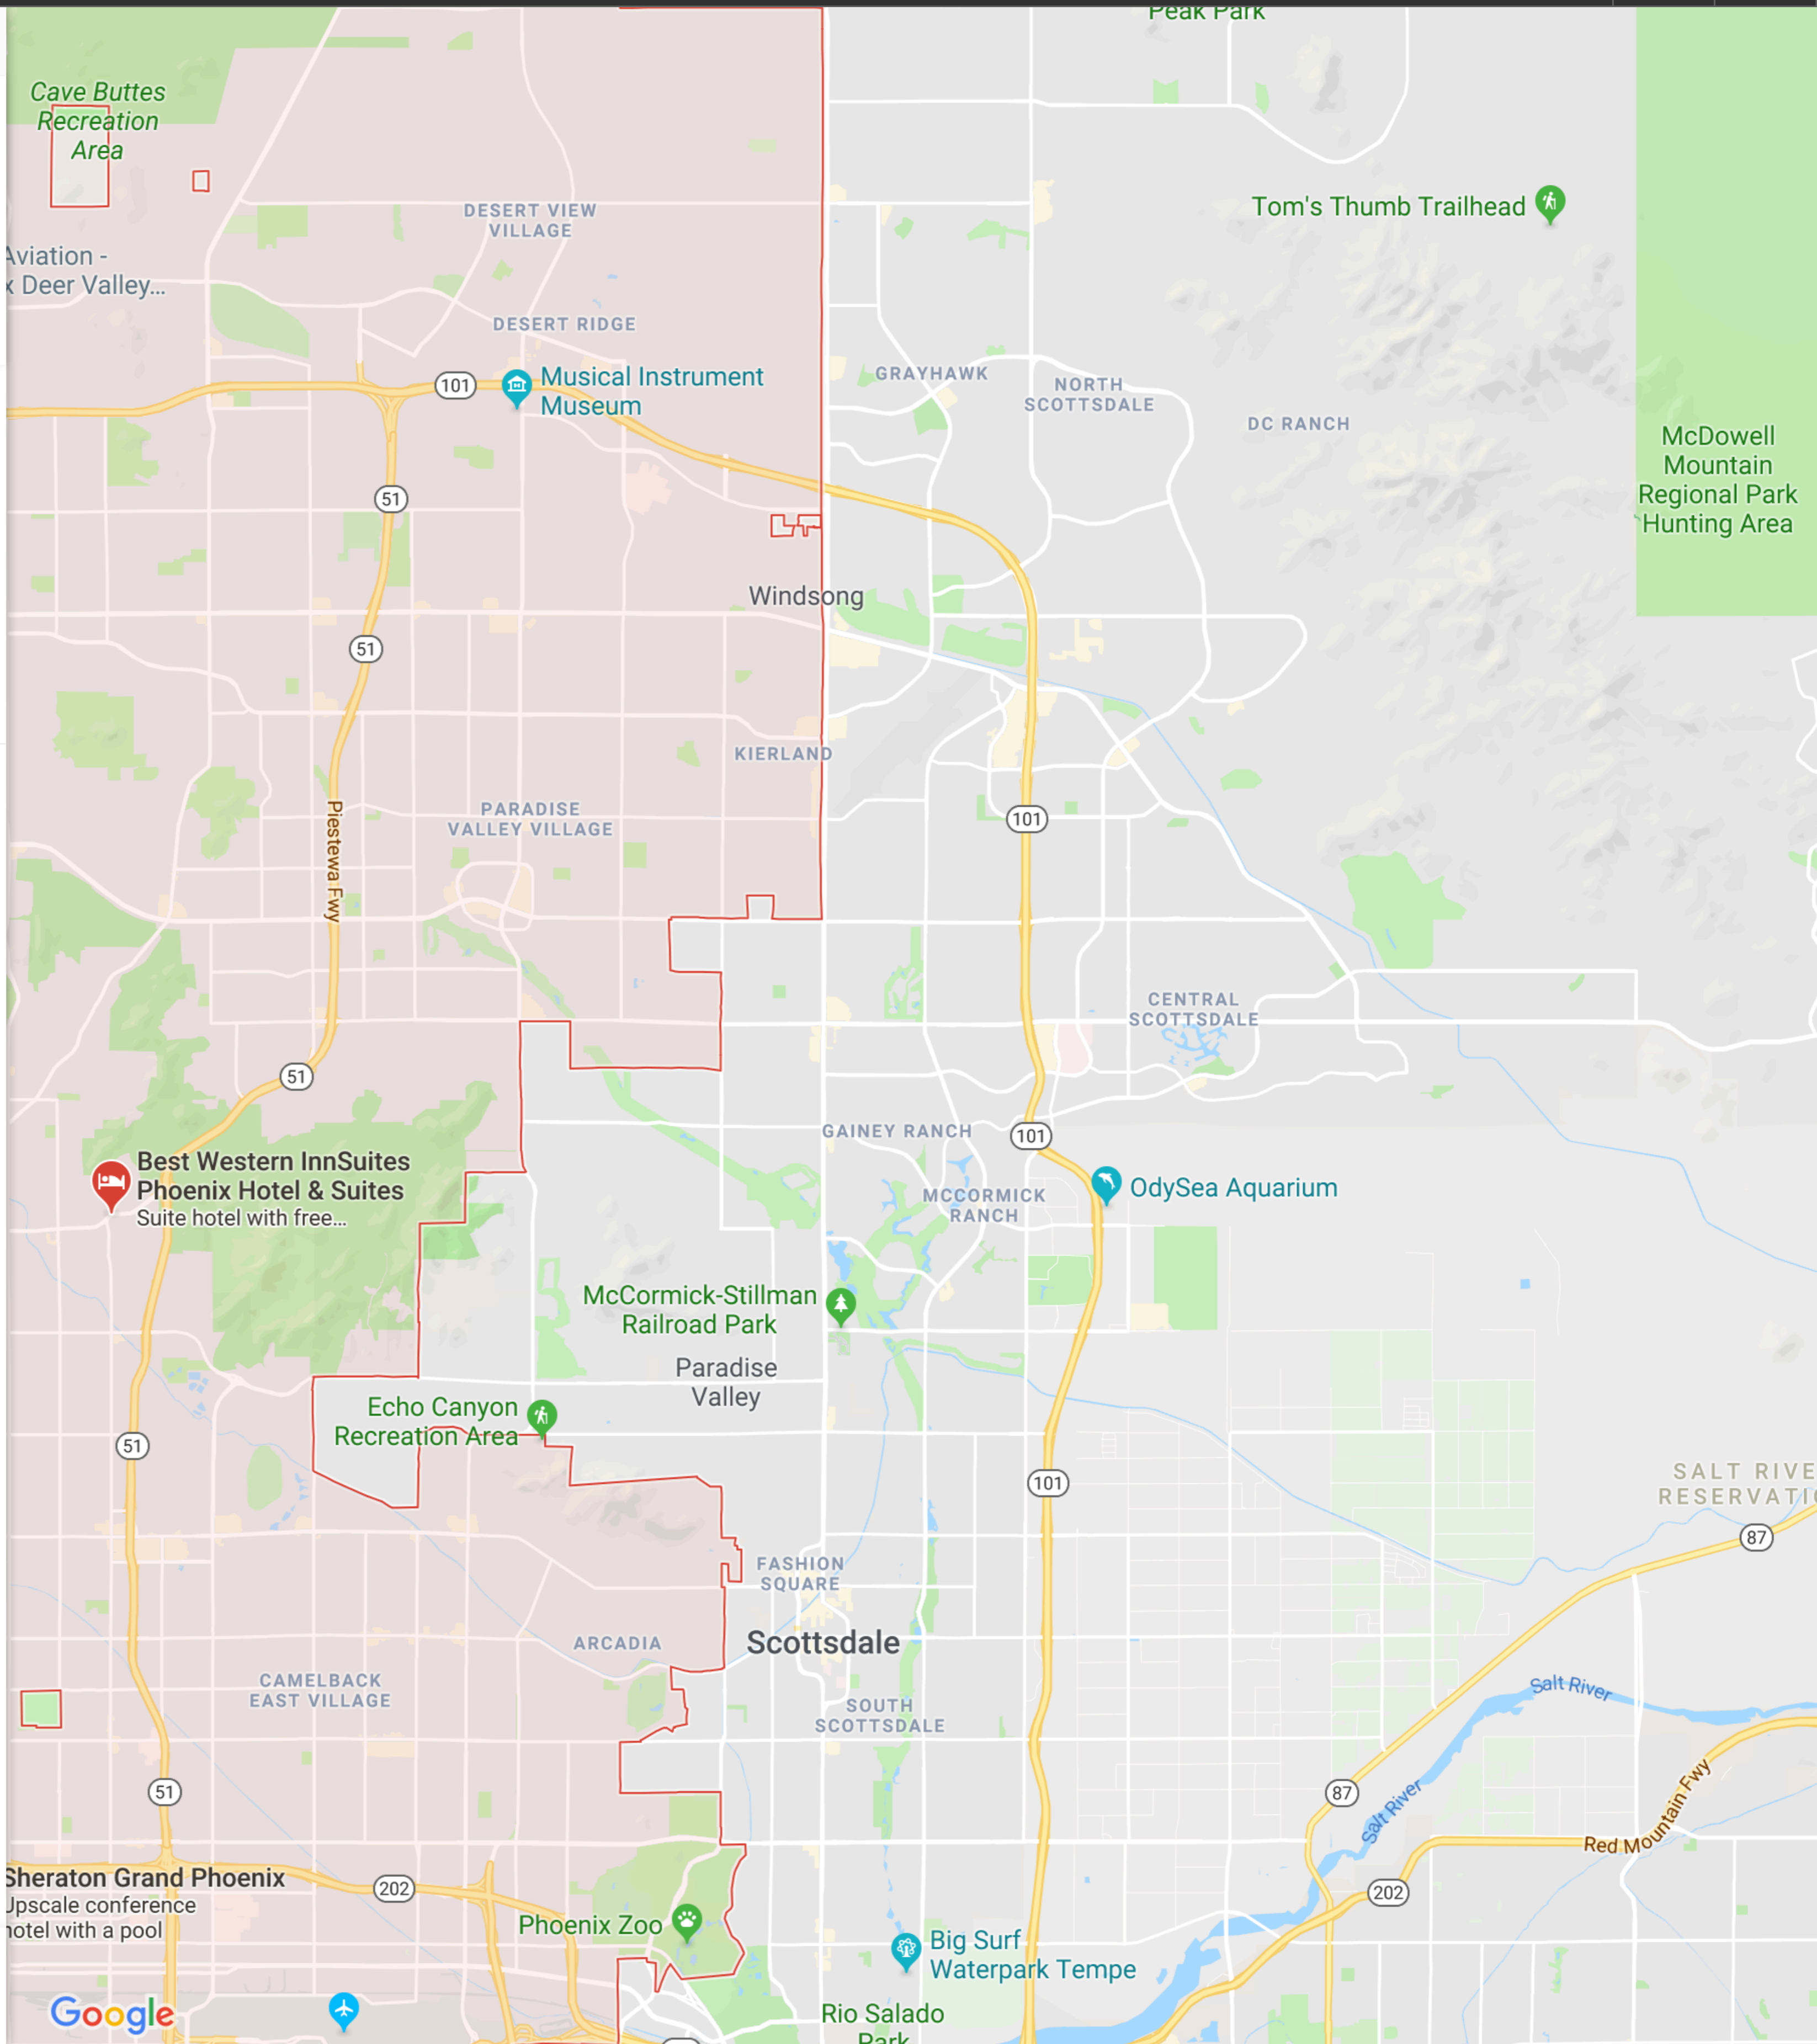 Peak Park
Cave Buttes
Recreation
Area
Tom's Thumb Trailhead
DESERT VIEW
VILLAGE
Aviation -
x Deer Valley...
DESERT RIDGE
101
Musical Instrument
Museum
GRAYHAWK
NORTH
SCOTTSDALE
DC RANCH
McDowell
Mountain
Regional Park
Hunting Area
51
Windsong
51
KIERLAND
PARADISE
VALLEY VILLAGE
101
Piestewa Fwy
CENTRAL
SCOTTSDALE
51
GAINEY RANCH
101
Best Western InnSuites
Phoenix Hotel & Suites
Suite hotel with free...
OdySea Aquarium
MCCORMICK
RANCH
McCormick-Stillman
Railroad Park
Paradise
Valley
Echo Canyon
Recreation Area
51
101
SALT RIVE
RESERVATIO
87
FASHION
SQUARE
ARCADIA
Scottsdale
CAMELBACK
EAST VILLAGE
SOUTH
SCOTTSDALE
Salt River
51
87
Salt River
Red Mountain Fwy
Sheraton Grand Phoenix
Upscale conference
hotel with a pool
202
202
Phoenix Zoo
Big Surf
Waterpark Tempe
Google
Rio Salado
Park